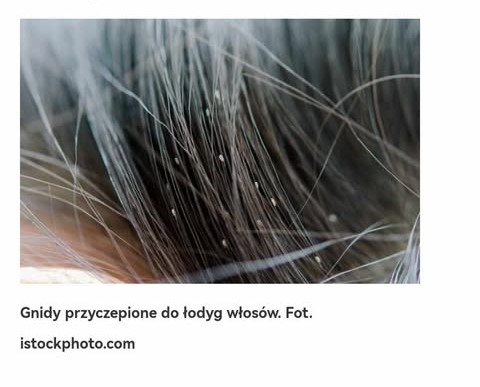 Gnidy przyczepione do łodyg włosów. Fot.
istockphoto.com